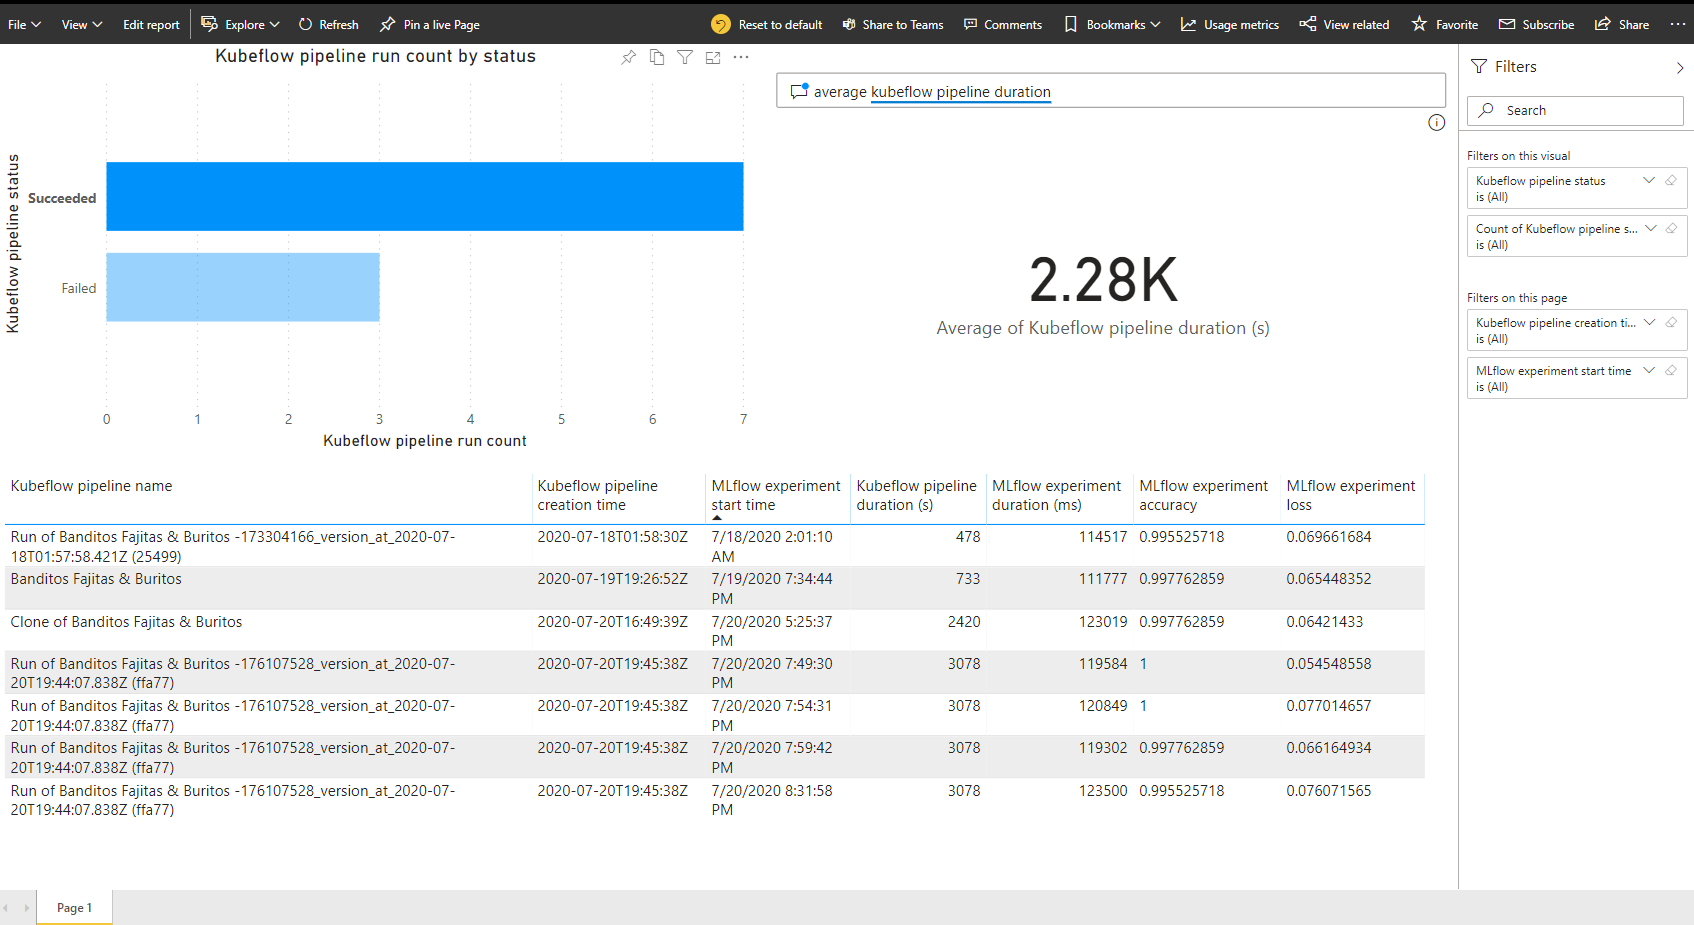 File View Edit report Explore Refresh Pin a live Page Reset to default Share to Teams Comments Bookmarks Usage metrics View related Favorite Subscribe Share
Kubeflow pipeline run count by status
Kubeflow pipeline status
Succeeded
Failed
0 1 2 3 4 5 6 7
Kubeflow pipeline run count
average kubeflow pipeline duration
2.28K
Average of Kubeflow pipeline duration (s)
Filters
Search
Filters on this visual
Kubeflow pipeline status
is (All)
Count of Kubeflow pipeline s...
is (All)
Filters on this page
Kubeflow pipeline creation ti...
is (All)
MLflow experiment start time
is (All)
Kubeflow pipeline name Kubeflow pipeline MLflow experiment Kubeflow pipeline MLflow experiment MLflow experiment MLflow experiment
creation time start time duration (s) duration (ms) accuracy loss
Run of Banditos Fajitas & Buritos -173304166_version_at_2020-07- 2020-07-18T01:58:30Z 7/18/2020 2:01:10 478 114517 0.995525718 0.069661684
18T01:57:58.421Z (25499) AM
Banditos Fajitas & Buritos 2020-07-19T19:26:52Z 7/19/2020 7:34:44 733 111777 0.997762859 0.065448352
PM
Clone of Banditos Fajitas & Buritos 2020-07-20T16:49:39Z 7/20/2020 5:25:37 2420 123019 0.997762859 0.06421433
PM
Run of Banditos Fajitas & Buritos -176107528_version_at_2020-07- 2020-07-20T19:45:38Z 7/20/2020 7:49:30 3078 119584 1 0.054548558
20T19:44:07.838Z (ffa77) PM
Run of Banditos Fajitas & Buritos -176107528_version_at_2020-07- 2020-07-20T19:45:38Z 7/20/2020 7:54:31 3078 120849 1 0.077014657
20T19:44:07.838Z (ffa77) PM
Run of Banditos Fajitas & Buritos -176107528_version_at_2020-07- 2020-07-20T19:45:38Z 7/20/2020 7:59:42 3078 119302 0.997762859 0.066164934
20T19:44:07.838Z (ffa77) PM
Run of Banditos Fajitas & Buritos -176107528_version_at_2020-07- 2020-07-20T19:45:38Z 7/20/2020 8:31:58 3078 123500 0.995525718 0.076071565
20T19:44:07.838Z (ffa77) PM
Page 1